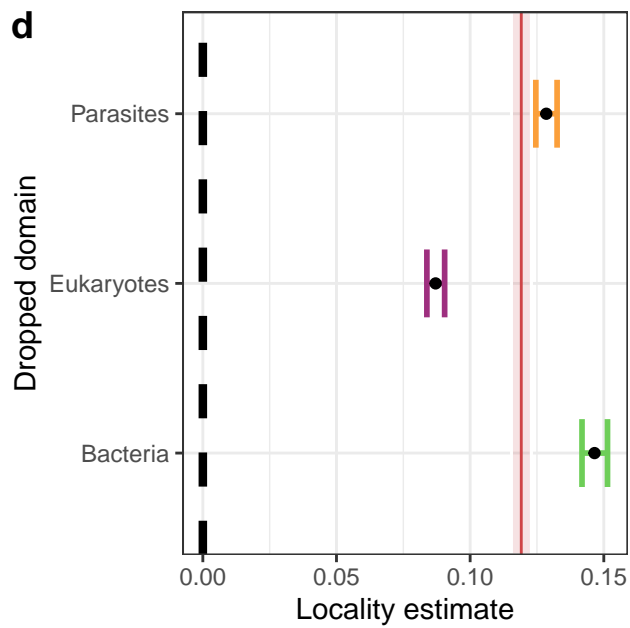 d
Dropped domain
Parasites
Eukaryotes
Bacteria
0.00 0.05 0.10 0.15
Locality estimate